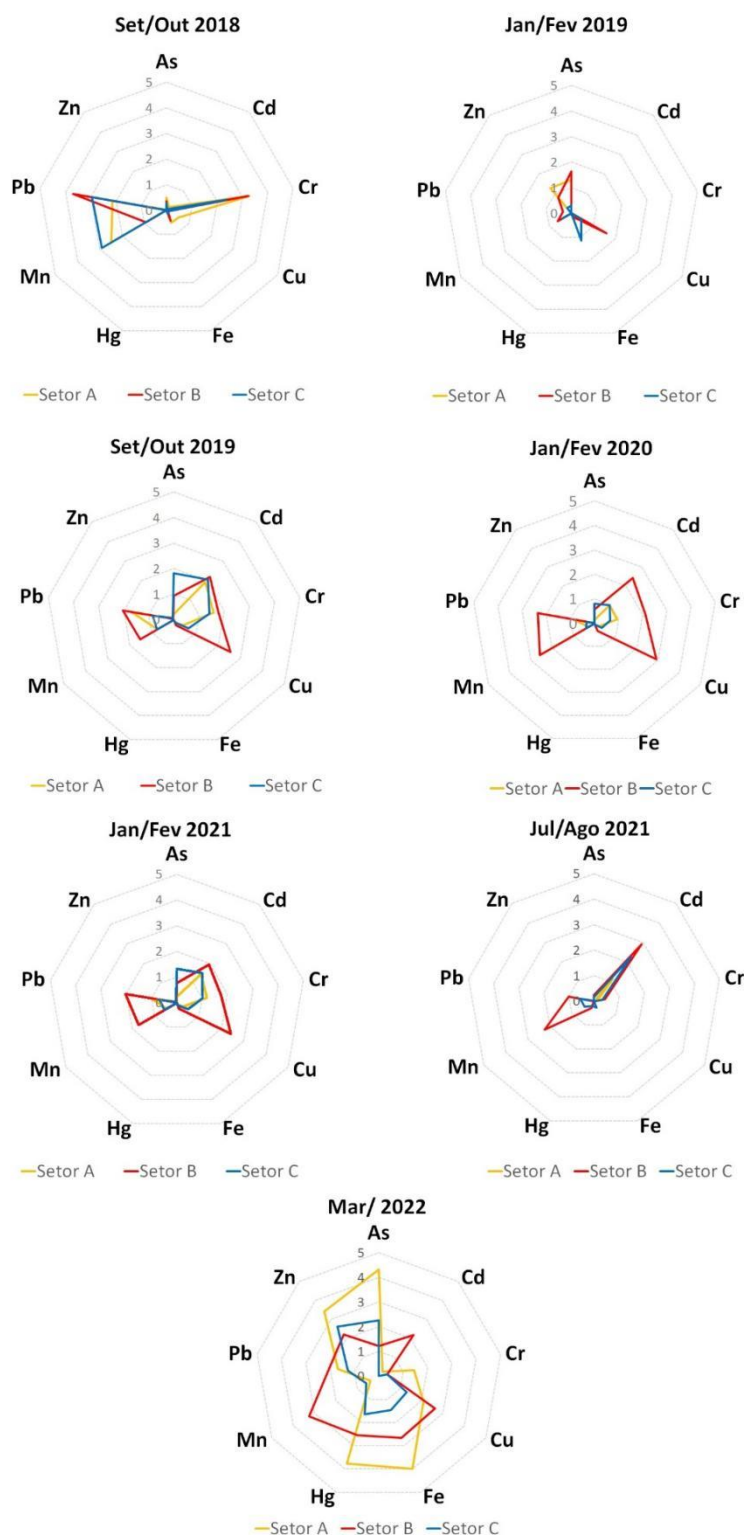 Set/Out 2018
As
Cd
Cr
Cu
Fe
Hg
Mn
Pb
Zn
5
4
3
2
1
0
Setor A Setor B Setor C
Jan/Fev 2019
As
Cd
Cr
Cu
Fe
Hg
Mn
Pb
Zn
5
4
3
2
1
0
Setor A Setor B Setor C
Set/Out 2019
As
Cd
Cr
Cu
Fe
Hg
Mn
Pb
Zn
5
4
3
2
1
0
Setor A Setor B Setor C
Jan/Fev 2020
As
Cd
Cr
Cu
Fe
Hg
Mn
Pb
Zn
5
4
3
2
1
0
Setor A Setor B Setor C
Jan/Fev 2021
As
Cd
Cr
Cu
Fe
Hg
Mn
Pb
Zn
5
4
3
2
1
0
Setor A Setor B Setor C
Jul/Ago 2021
As
Cd
Cr
Cu
Fe
Hg
Mn
Pb
Zn
5
4
3
2
1
0
Setor A Setor B Setor C
Mar/ 2022
As
Cd
Cr
Cu
Fe
Hg
Mn
Pb
Zn
5
4
3
2
1
0
Setor A Setor B Setor C